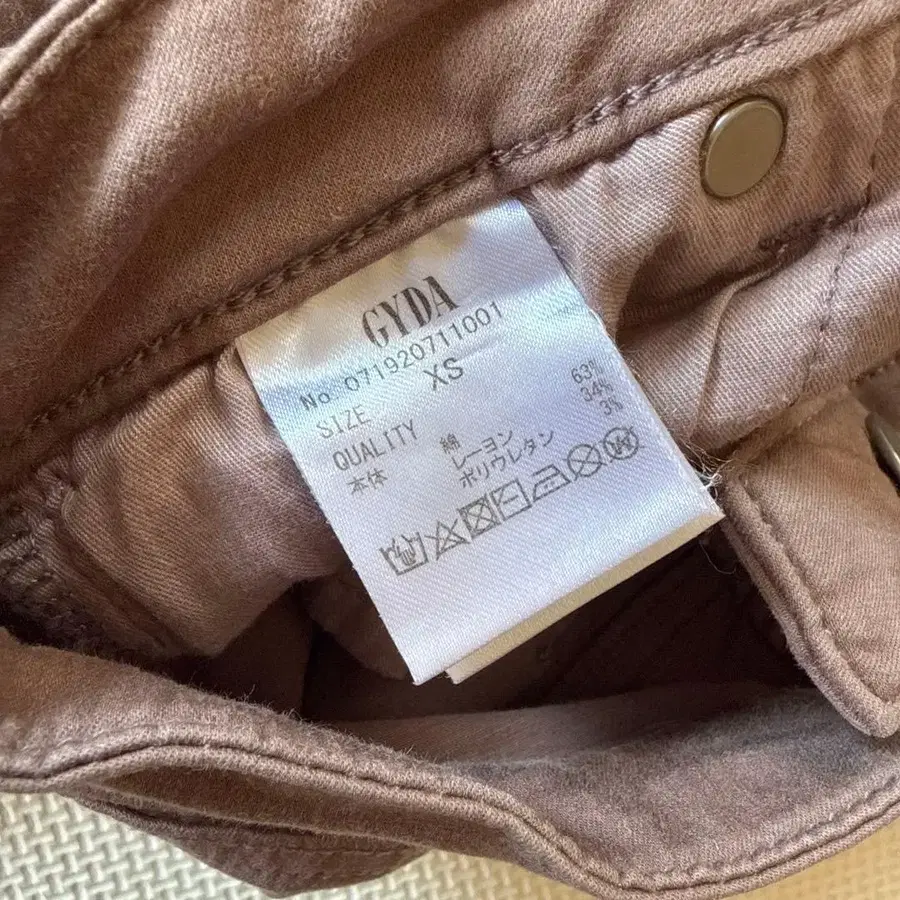 GYDA
No. 071920711001
SIZE XS
QUALITY
本体 綿 63%
レーヨン 34%
ポリウレタン 3%